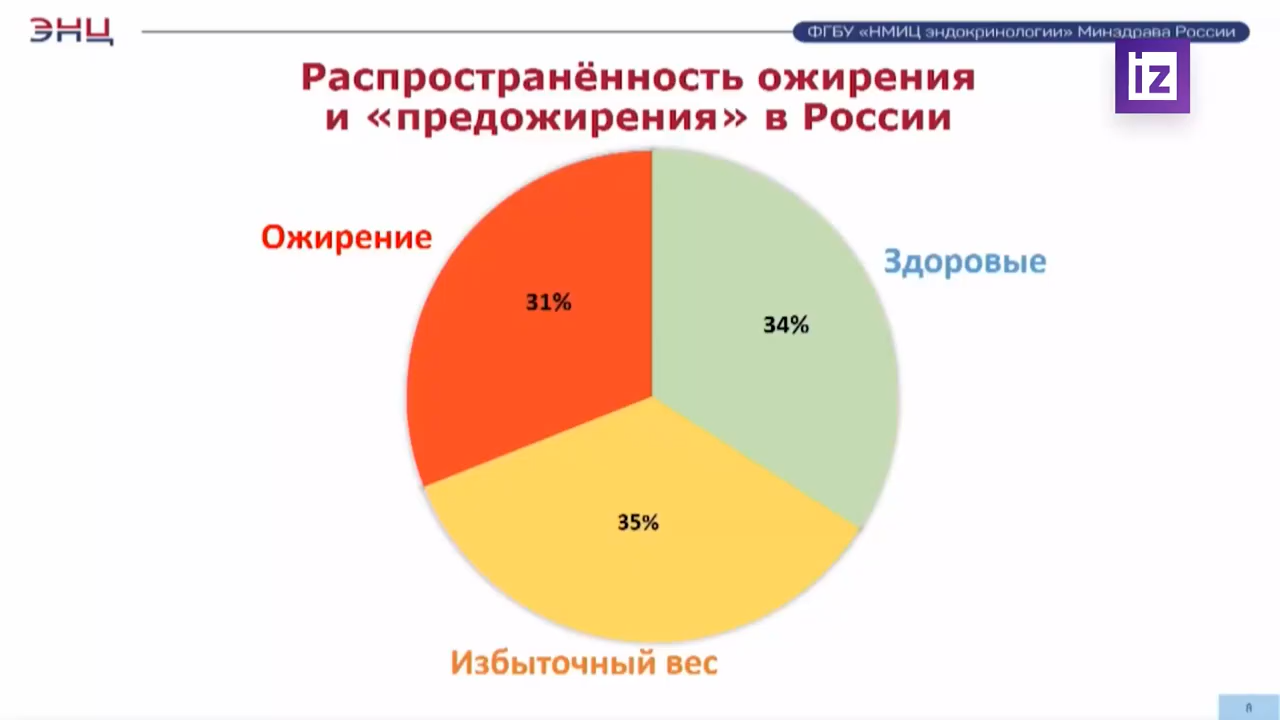 ЭНЦ
ФГБУ «НМИЦ эндокринологии» Минздрава России
iz
Распространённость ожирения
и «предожирения» в России
Ожирение
Здоровые
31%
34%
35%
Избыточный вес